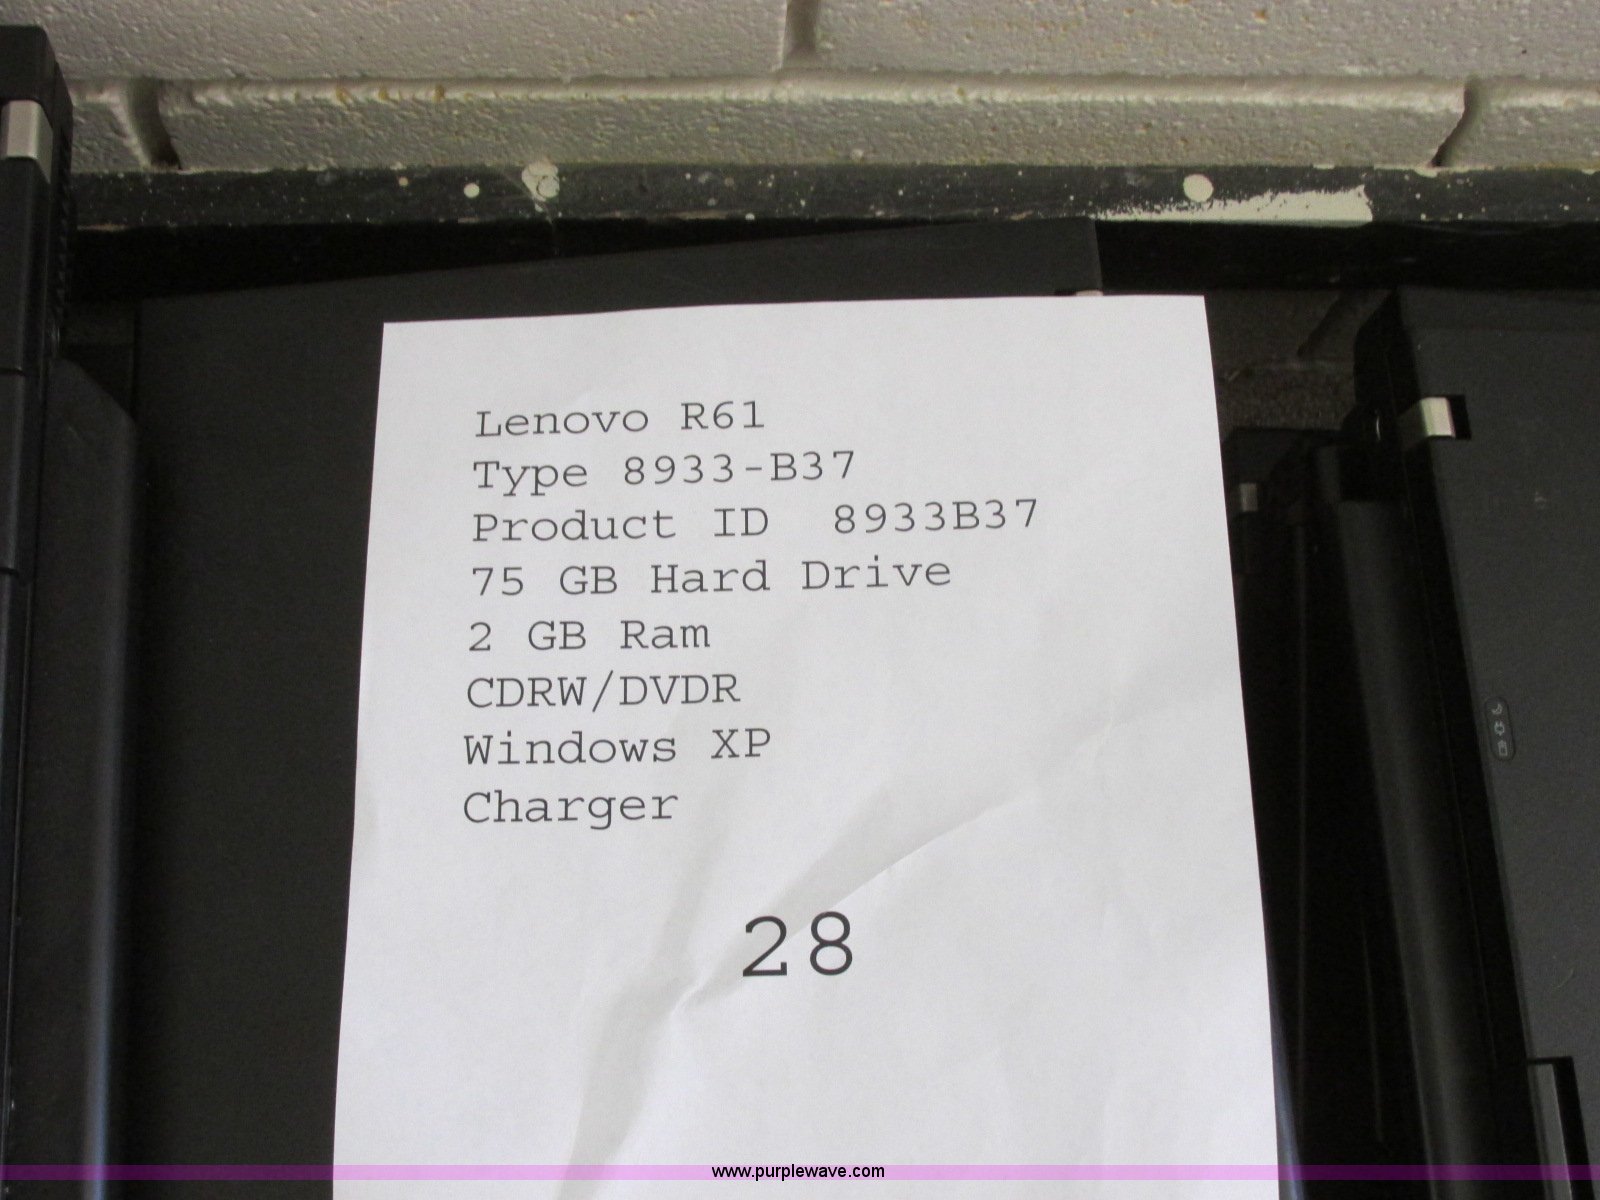 Lenovo R61
Type 8933-B37
Product ID  8933B37
75 GB Hard Drive
2 GB Ram
CDRW/DVDR
Windows XP
Charger
28
www.purplewave.com